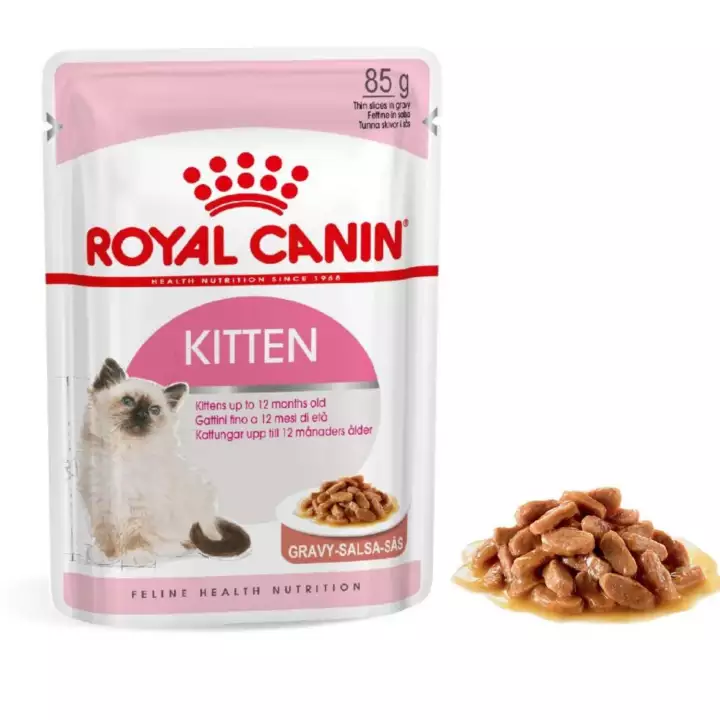 85 g
Thin slices in gravy
Fettine in salsa
Tunna skivor i sås
ROYAL CANIN®
HEALTH NUTRITION SINCE 1968
KITTEN
Kittens up to 12 months old
Gattini fino a 12 mesi di età
Kattungar upp till 12 månaders ålder
GRAVY-SALSA-SÅS
FELINE HEALTH NUTRITION